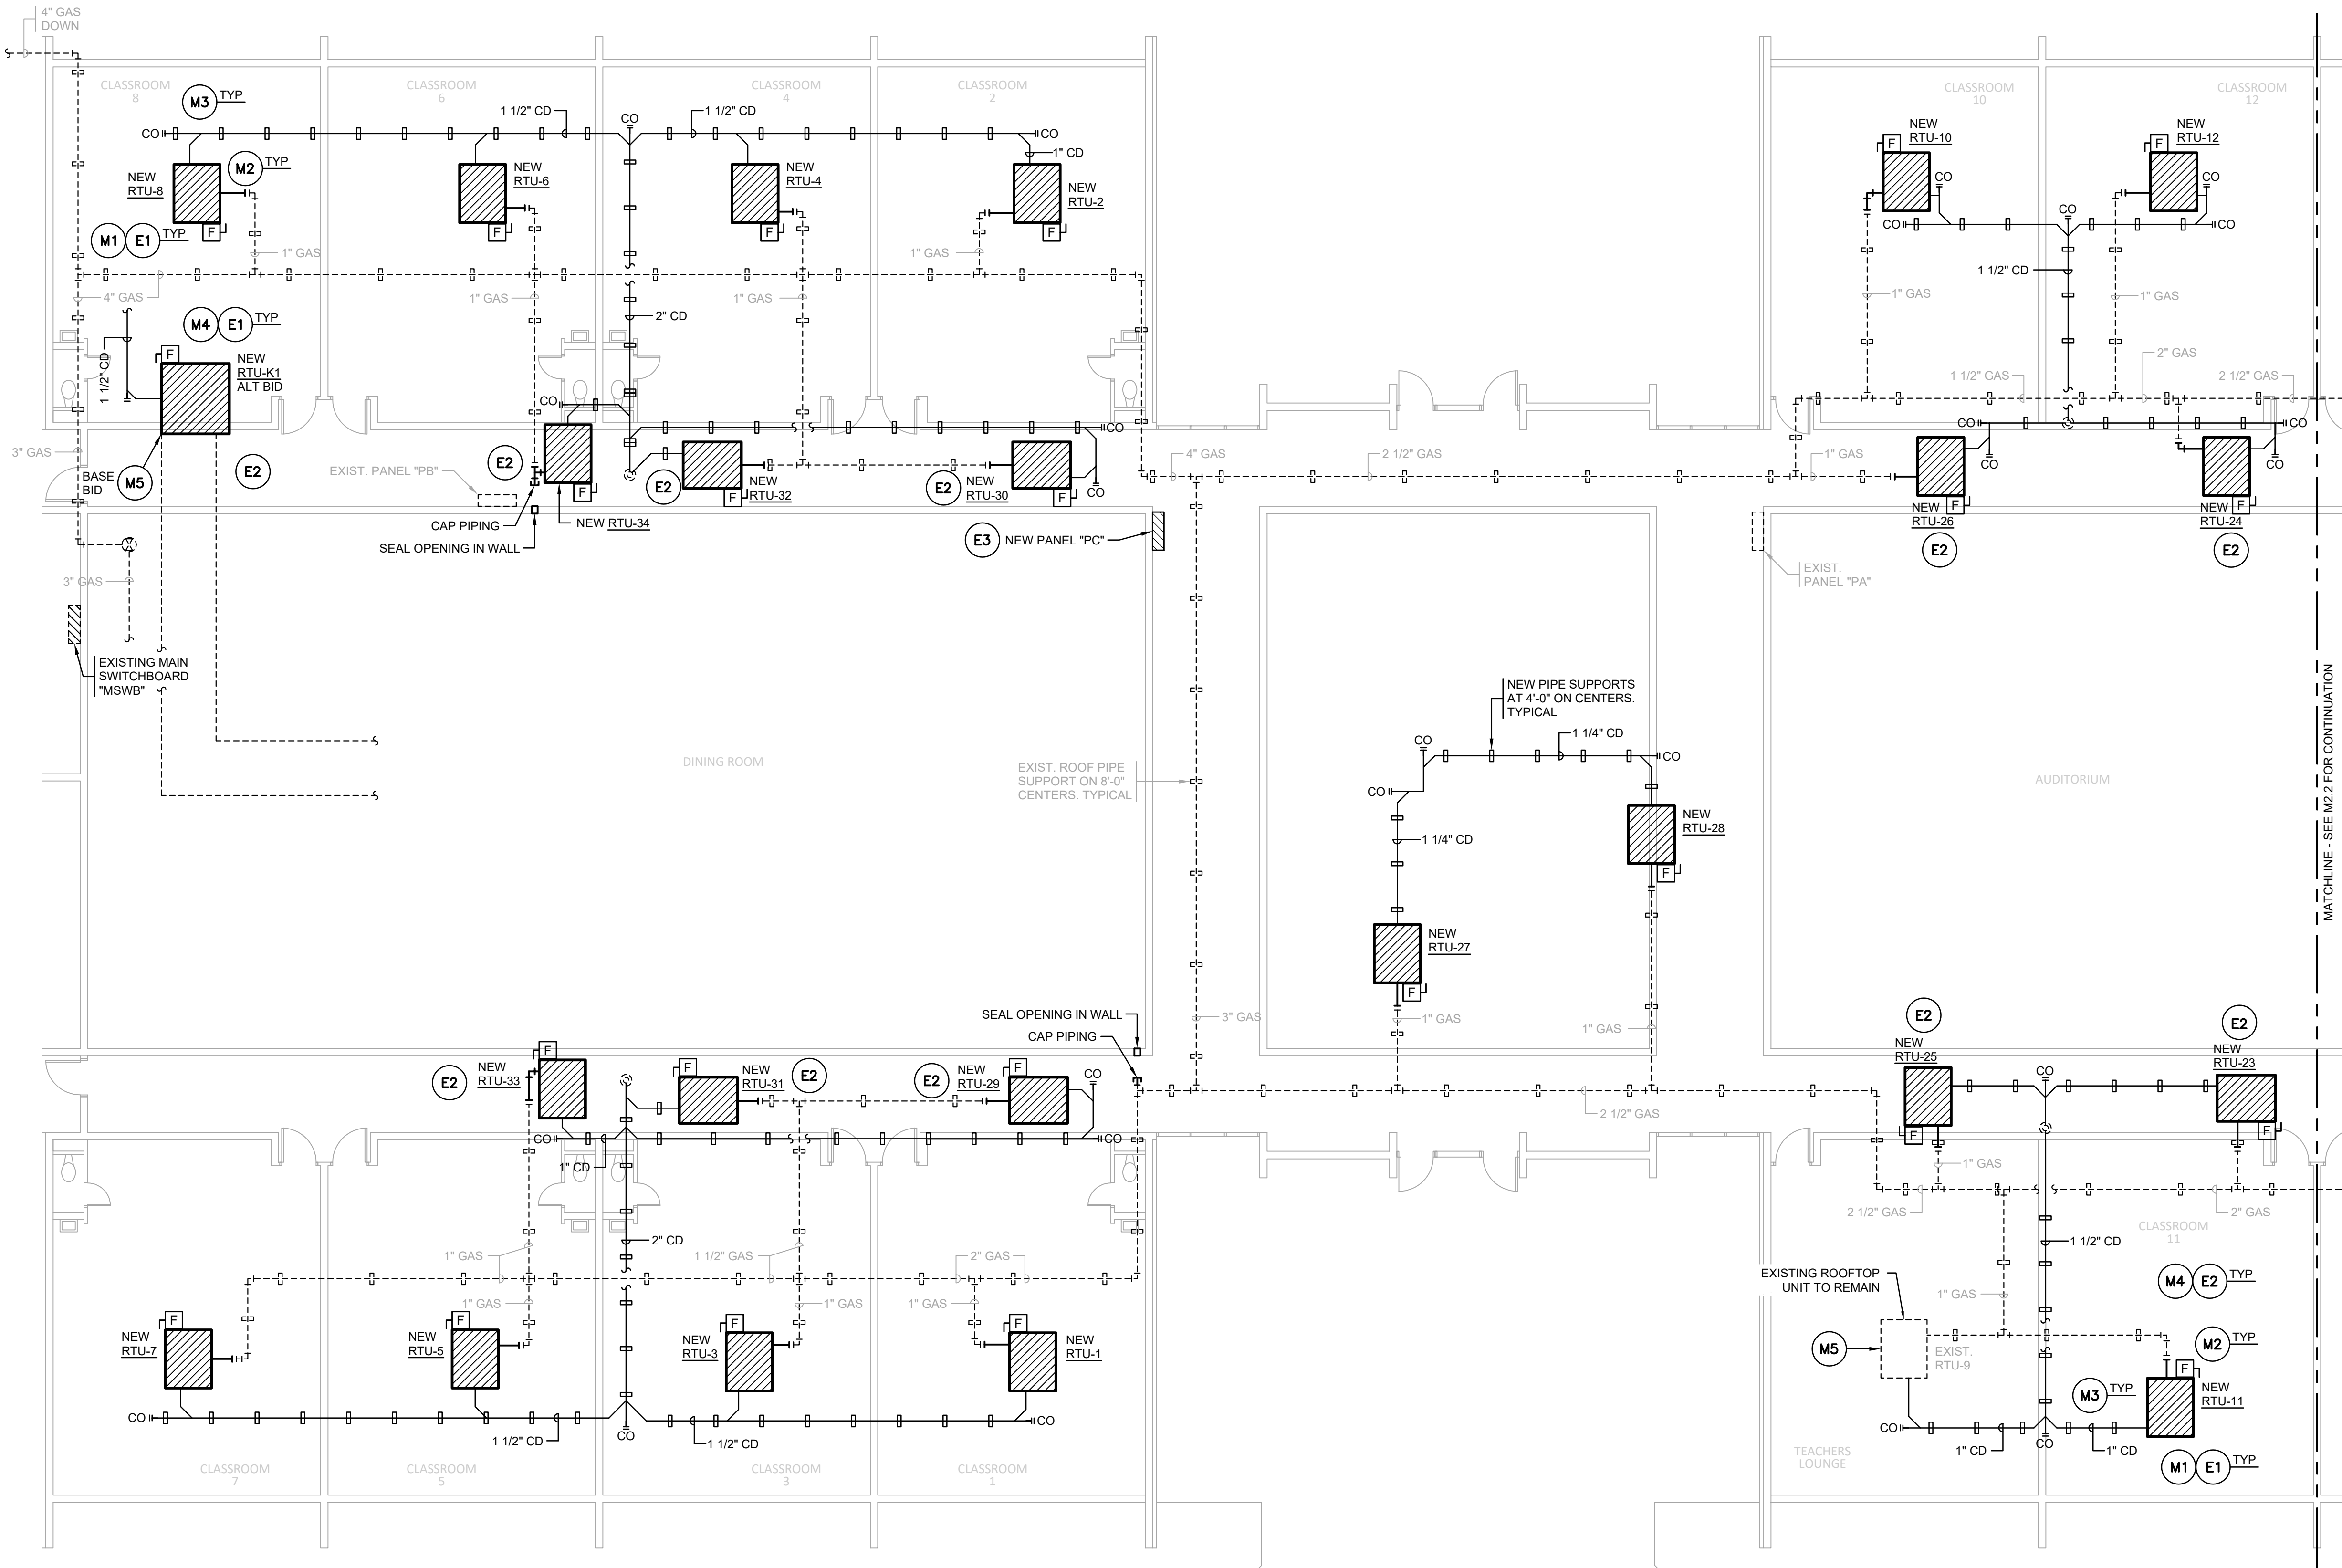 4" GAS
DOWN
CLASSROOM
8
CLASSROOM
6
CLASSROOM
4
CLASSROOM
2
CLASSROOM
10
CLASSROOM
12
M3 TYP
1 1/2" CD
CO
1 1/2" CD
CO
CO
1" CD
M2 TYP
NEW
RTU-8
F
NEW
RTU-6
F
NEW
RTU-4
F
NEW
RTU-2
F
NEW
RTU-10
F
CO
NEW
RTU-12
F
CO
CO
CO
CO
1 1/2" CD
M1 E1 TYP
1" GAS
1" GAS
4" GAS
1" GAS
1" GAS
1" GAS
1" GAS
2" CD
M4 E1 TYP
1 1/2" CD
F
NEW
RTU-K1
ALT BID
2" GAS
1 1/2" GAS
2 1/2" GAS
CO
CO
CO
CO
3" GAS
BASE
BID
M5
E2
EXIST. PANEL "PB"
E2
F
NEW RTU-34
E2
NEW
RTU-32
F
E2
NEW
RTU-30
F
CO
4" GAS
2 1/2" GAS
1" GAS
CO
CO
NEW
RTU-26
F
E2
NEW
RTU-24
F
E2
CAP PIPING
SEAL OPENING IN WALL
E3 NEW PANEL "PC"
EXIST.
PANEL "PA"
3" GAS
EXISTING MAIN
SWITCHBOARD
"MSWB"
DINING ROOM
EXIST. ROOF PIPE
SUPPORT ON 8'-0"
CENTERS. TYPICAL
NEW PIPE SUPPORTS
AT 4'-0" ON CENTERS.
TYPICAL
CO
1 1/4" CD
CO
CO
1 1/4" CD
NEW
RTU-28
F
NEW
RTU-27
F
AUDITORIUM
MATCHLINE - SEE M2.2 FOR CONTINUATION
SEAL OPENING IN WALL
CAP PIPING
3" GAS
1" GAS
1" GAS
E2
NEW
RTU-33
F
F
NEW
RTU-31
E2
E2
NEW
RTU-29
F
CO
E2
NEW
RTU-25
F
CO
E2
NEW
RTU-23
F
2 1/2" GAS
CO
1" CD
CO
1" GAS
2 1/2" GAS
2" GAS
CLASSROOM
11
2" CD
1" GAS
1 1/2" GAS
2" GAS
1 1/2" CD
1" GAS
1" GAS
1" GAS
1" GAS
EXISTING ROOFTOP
UNIT TO REMAIN
M4 E2 TYP
NEW
RTU-7
F
NEW
RTU-5
F
NEW
RTU-3
F
NEW
RTU-1
F
M5
EXIST.
RTU-9
M2 TYP
M3 TYP
F
NEW
RTU-11
CO
1 1/2" CD
CO
1 1/2" CD
CO
CO
1" CD
CO
1" CD
M1 E1 TYP
TEACHERS
LOUNGE
CLASSROOM
7
CLASSROOM
5
CLASSROOM
3
CLASSROOM
1